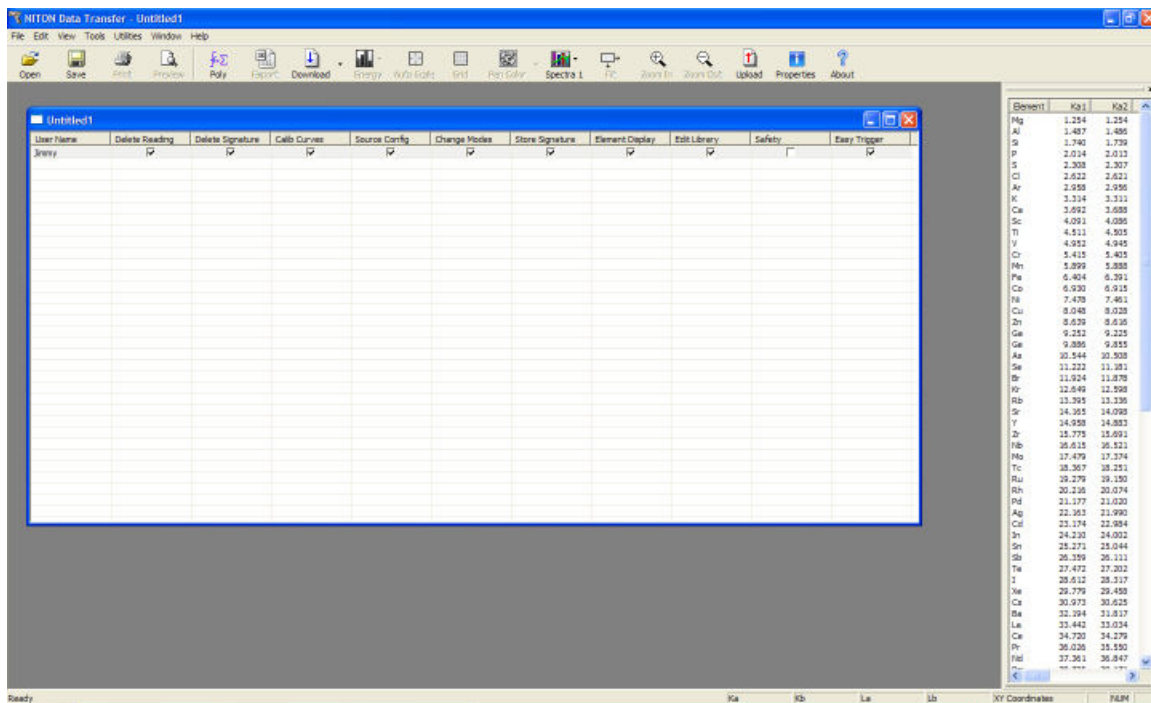 NITON Data Transfer - Untitled1
File Edit View Tools Utilities Window Help
Open Save Print Preview Poly Export Download Energy Auto Scale Grid Pen Color Spectra 1 Fit Zoom In Zoom Out Upload Properties About
Untitled1
User Name Delete Reading Delete Signature Calib Curves Source Config Change Modes Store Signature Element Display Edit Library Safety Easy Trigger
Jimmy
Element Ka1 Ka2
Mg 1.254 1.254
Al 1.487 1.486
Si 1.740 1.739
P 2.014 2.013
S 2.308 2.307
Cl 2.622 2.621
Ar 2.958 2.956
K 3.314 3.311
Ca 3.692 3.688
Sc 4.091 4.086
Ti 4.511 4.505
V 4.952 4.945
Cr 5.415 5.405
Mn 5.899 5.888
Fe 6.404 6.391
Co 6.930 6.915
Ni 7.478 7.461
Cu 8.048 8.028
Zn 8.639 8.616
Ga 9.252 9.225
Ge 9.886 9.855
As 10.544 10.508
Se 11.222 11.181
Br 11.924 11.878
Kr 12.649 12.598
Rb 13.395 13.336
Sr 14.165 14.098
Y 14.958 14.883
Zr 15.775 15.691
Nb 16.615 16.521
Mo 17.479 17.374
Tc 18.367 18.251
Ru 19.279 19.150
Rh 20.216 20.074
Pd 21.177 21.020
Ag 22.163 21.990
Cd 23.174 22.984
In 24.210 24.002
Sn 25.271 25.044
Sb 26.359 26.111
Te 27.472 27.202
I 28.612 28.317
Xe 29.779 29.458
Cs 30.973 30.625
Ba 32.194 31.817
La 33.442 33.034
Ce 34.720 34.279
Pr 36.026 35.550
Nd 37.361 36.847
Ready Ka Kb La Lb XY Coordinates NUM